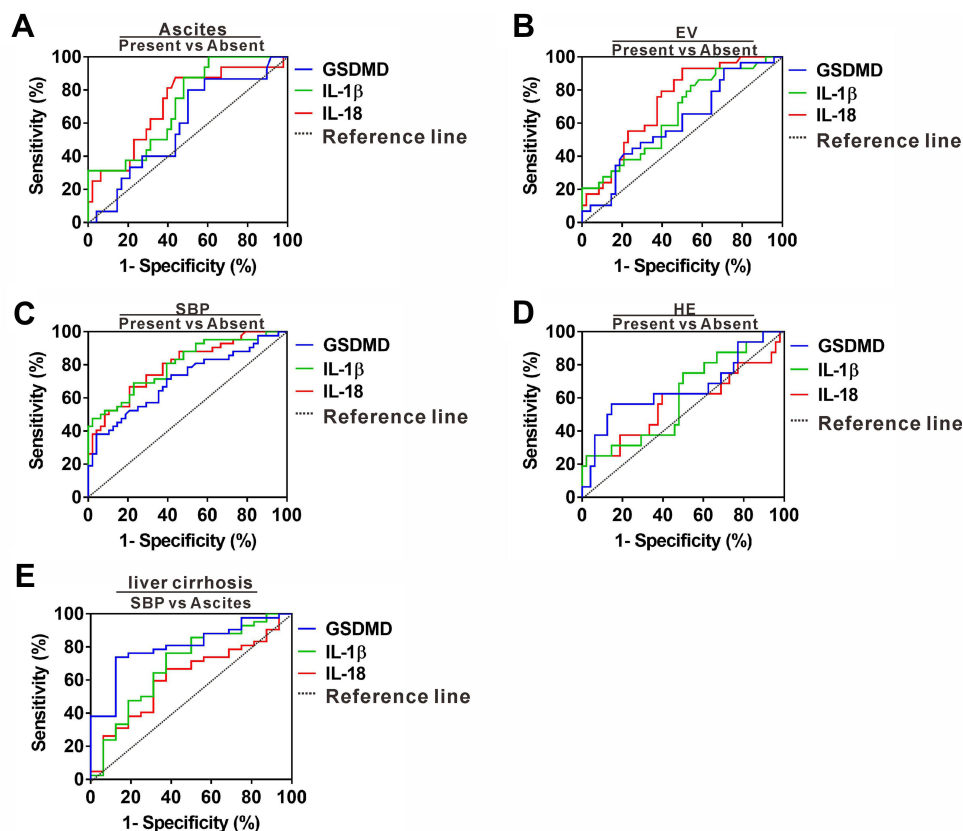 A
Ascites
Present vs Absent
100
80
60
40
20
0
Sensitivity (%)
0 20 40 60 80 100
1- Specificity (%)
GSDMD
IL-1β
IL-18
Reference line
B
EV
Present vs Absent
100
80
60
40
20
0
Sensitivity (%)
0 20 40 60 80 100
1- Specificity (%)
GSDMD
IL-1β
IL-18
Reference line
C
SBP
Present vs Absent
100
80
60
40
20
0
Sensitivity (%)
0 20 40 60 80 100
1- Specificity (%)
GSDMD
IL-1β
IL-18
Reference line
D
HE
Present vs Absent
100
80
60
40
20
0
Sensitivity (%)
0 20 40 60 80 100
1- Specificity (%)
GSDMD
IL-1β
IL-18
Reference line
E
liver cirrhosis
SBP vs Ascites
100
80
60
40
20
0
Sensitivity (%)
0 20 40 60 80 100
1- Specificity (%)
GSDMD
IL-1β
IL-18
Reference line